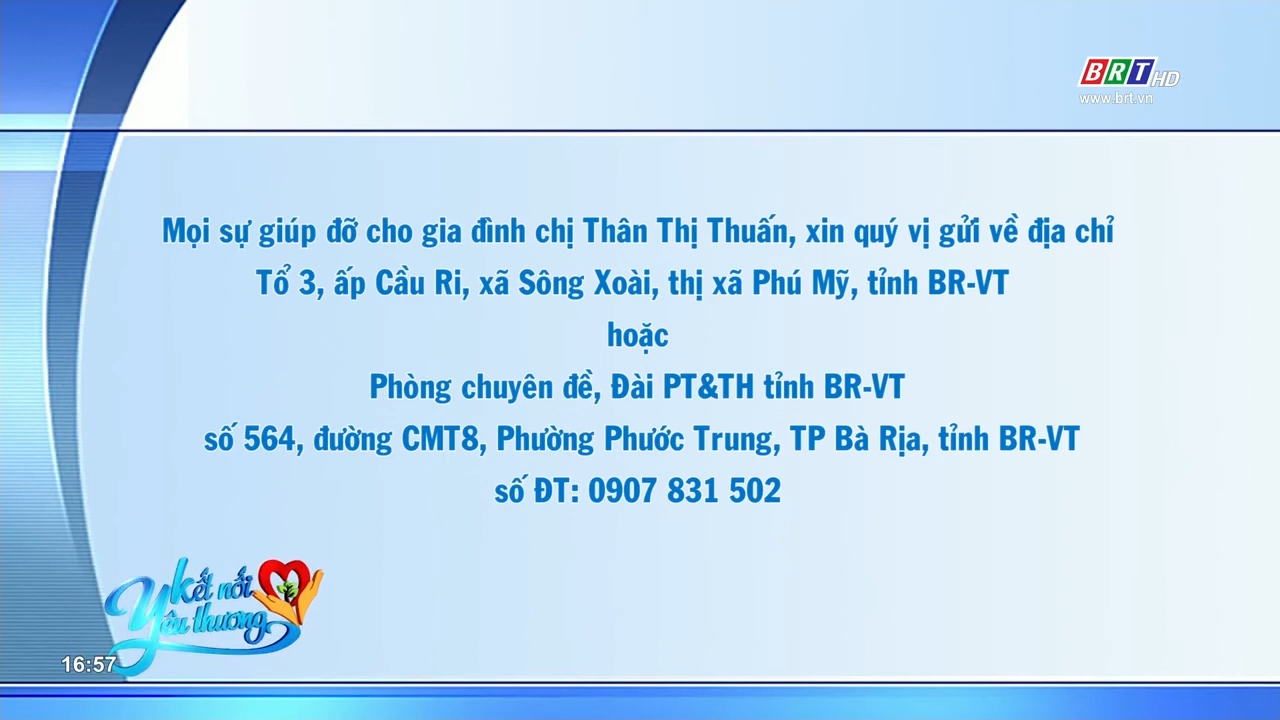 BRT HD
www.brt.vn
Mọi sự giúp đỡ cho gia đình chị Thân Thị Thuấn, xin quý vị gửi về địa chỉ
Tổ 3, ấp Cầu Ri, xã Sông Xoài, thị xã Phú Mỹ, tỉnh BR-VT
hoặc
Phòng chuyên đề, Đài PT&TH tỉnh BR-VT
số 564, đường CMT8, Phường Phước Trung, TP Bà Rịa, tỉnh BR-VT
số ĐT: 0907 831 502
kết nối
yêu thương
16:57